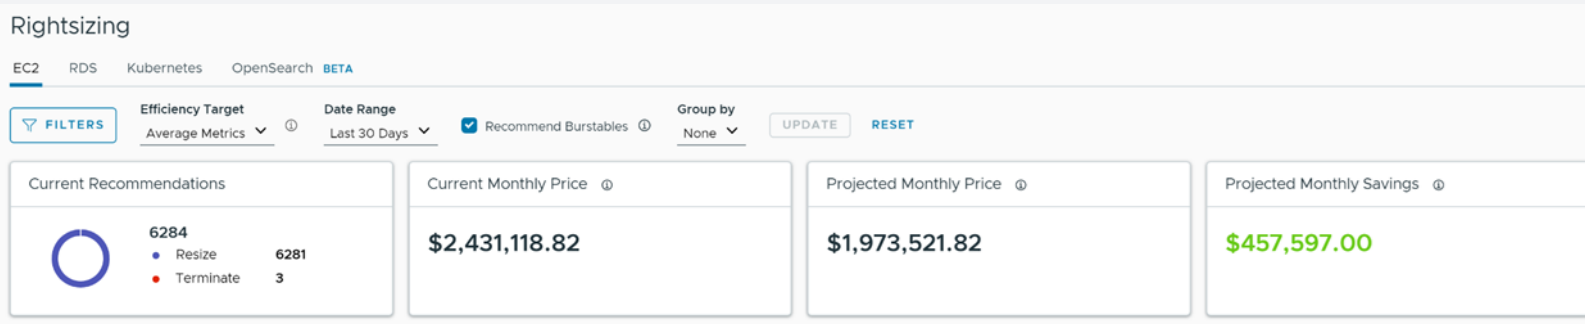 Rightsizing
EC2 RDS Kubernetes OpenSearch BETA
FILTERS
Efficiency Target
Average Metrics
Date Range
Last 30 Days
Recommend Burstables
Group by
None
UPDATE
RESET
Current Recommendations
6284
Resize 6281
Terminate 3
Current Monthly Price
$2,431,118.82
Projected Monthly Price
$1,973,521.82
Projected Monthly Savings
$457,597.00